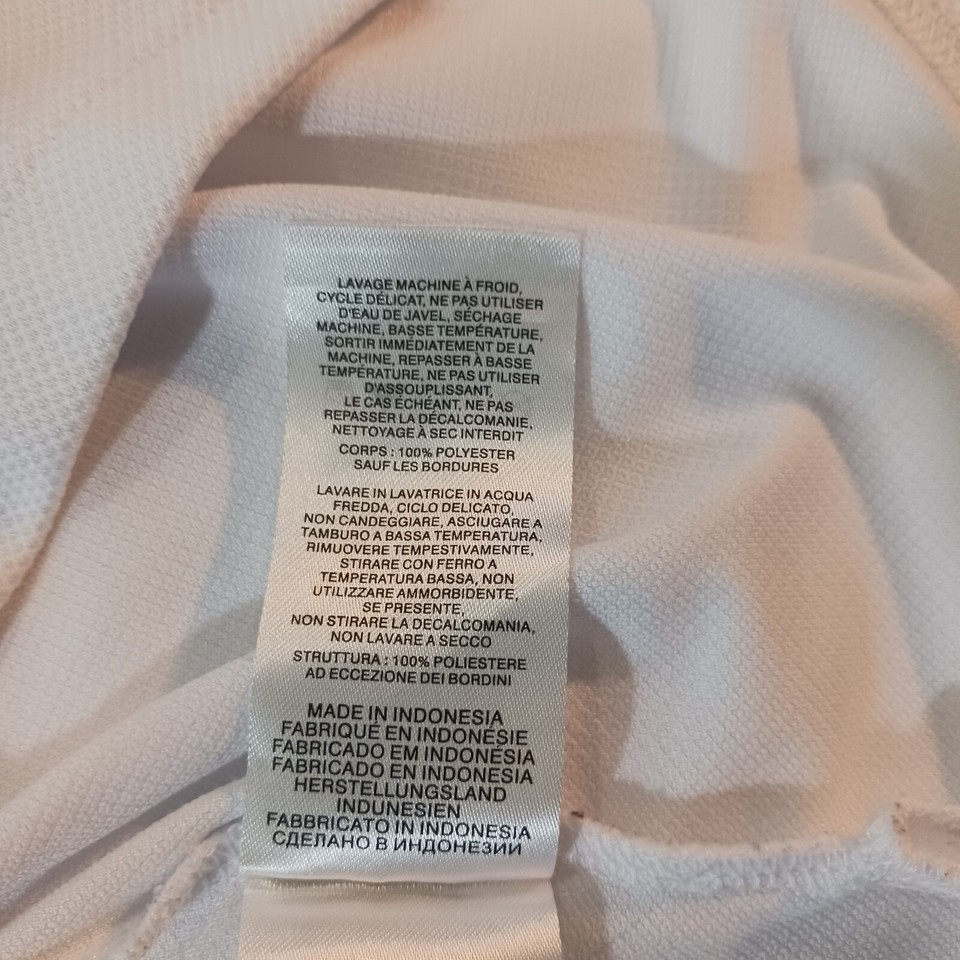 LAVAGE MACHINE À FROID,
CYCLE DÉLICAT, NE PAS UTILISER
D'EAU DE JAVEL, SÉCHAGE
MACHINE, BASSE TEMPÉRATURE,
SORTIR IMMÉDIATEMENT DE LA
MACHINE, REPASSER À BASSE
TEMPÉRATURE, NE PAS UTILISER
D'ASSOUPLISSANT,
LE CAS ÉCHÉANT, NE PAS
REPASSER LA DÉCALCOMANIE,
NETTOYAGE À SEC INTERDIT
CORPS : 100% POLYESTER
SAUF LES BORDURES
LAVARE IN LAVATRICE IN ACQUA
FREDDA, CICLO DELICATO,
NON CANDEGGIARE, ASCIUGARE A
TAMBURO A BASSA TEMPERATURA,
RIMUOVERE TEMPESTIVAMENTE,
STIRARE CON FERRO A
TEMPERATURA BASSA, NON
UTILIZZARE AMMORBIDENTE,
SE PRESENTE,
NON STIRARE LA DECALCOMANIA,
NON LAVARE A SECCO
STRUTTURA : 100% POLIESTERE
AD ECCEZIONE DEI BORDINI
MADE IN INDONESIA
FABRIQUÉ EN INDONÉSIE
FABRICADO EM INDONÉSIA
FABRICADO EN INDONESIA
HERSTELLUNGSLAND
INDUNESIEN
FABBRICATO IN INDONESIA
СДЕЛАНО В ИНДОНЕЗИИ